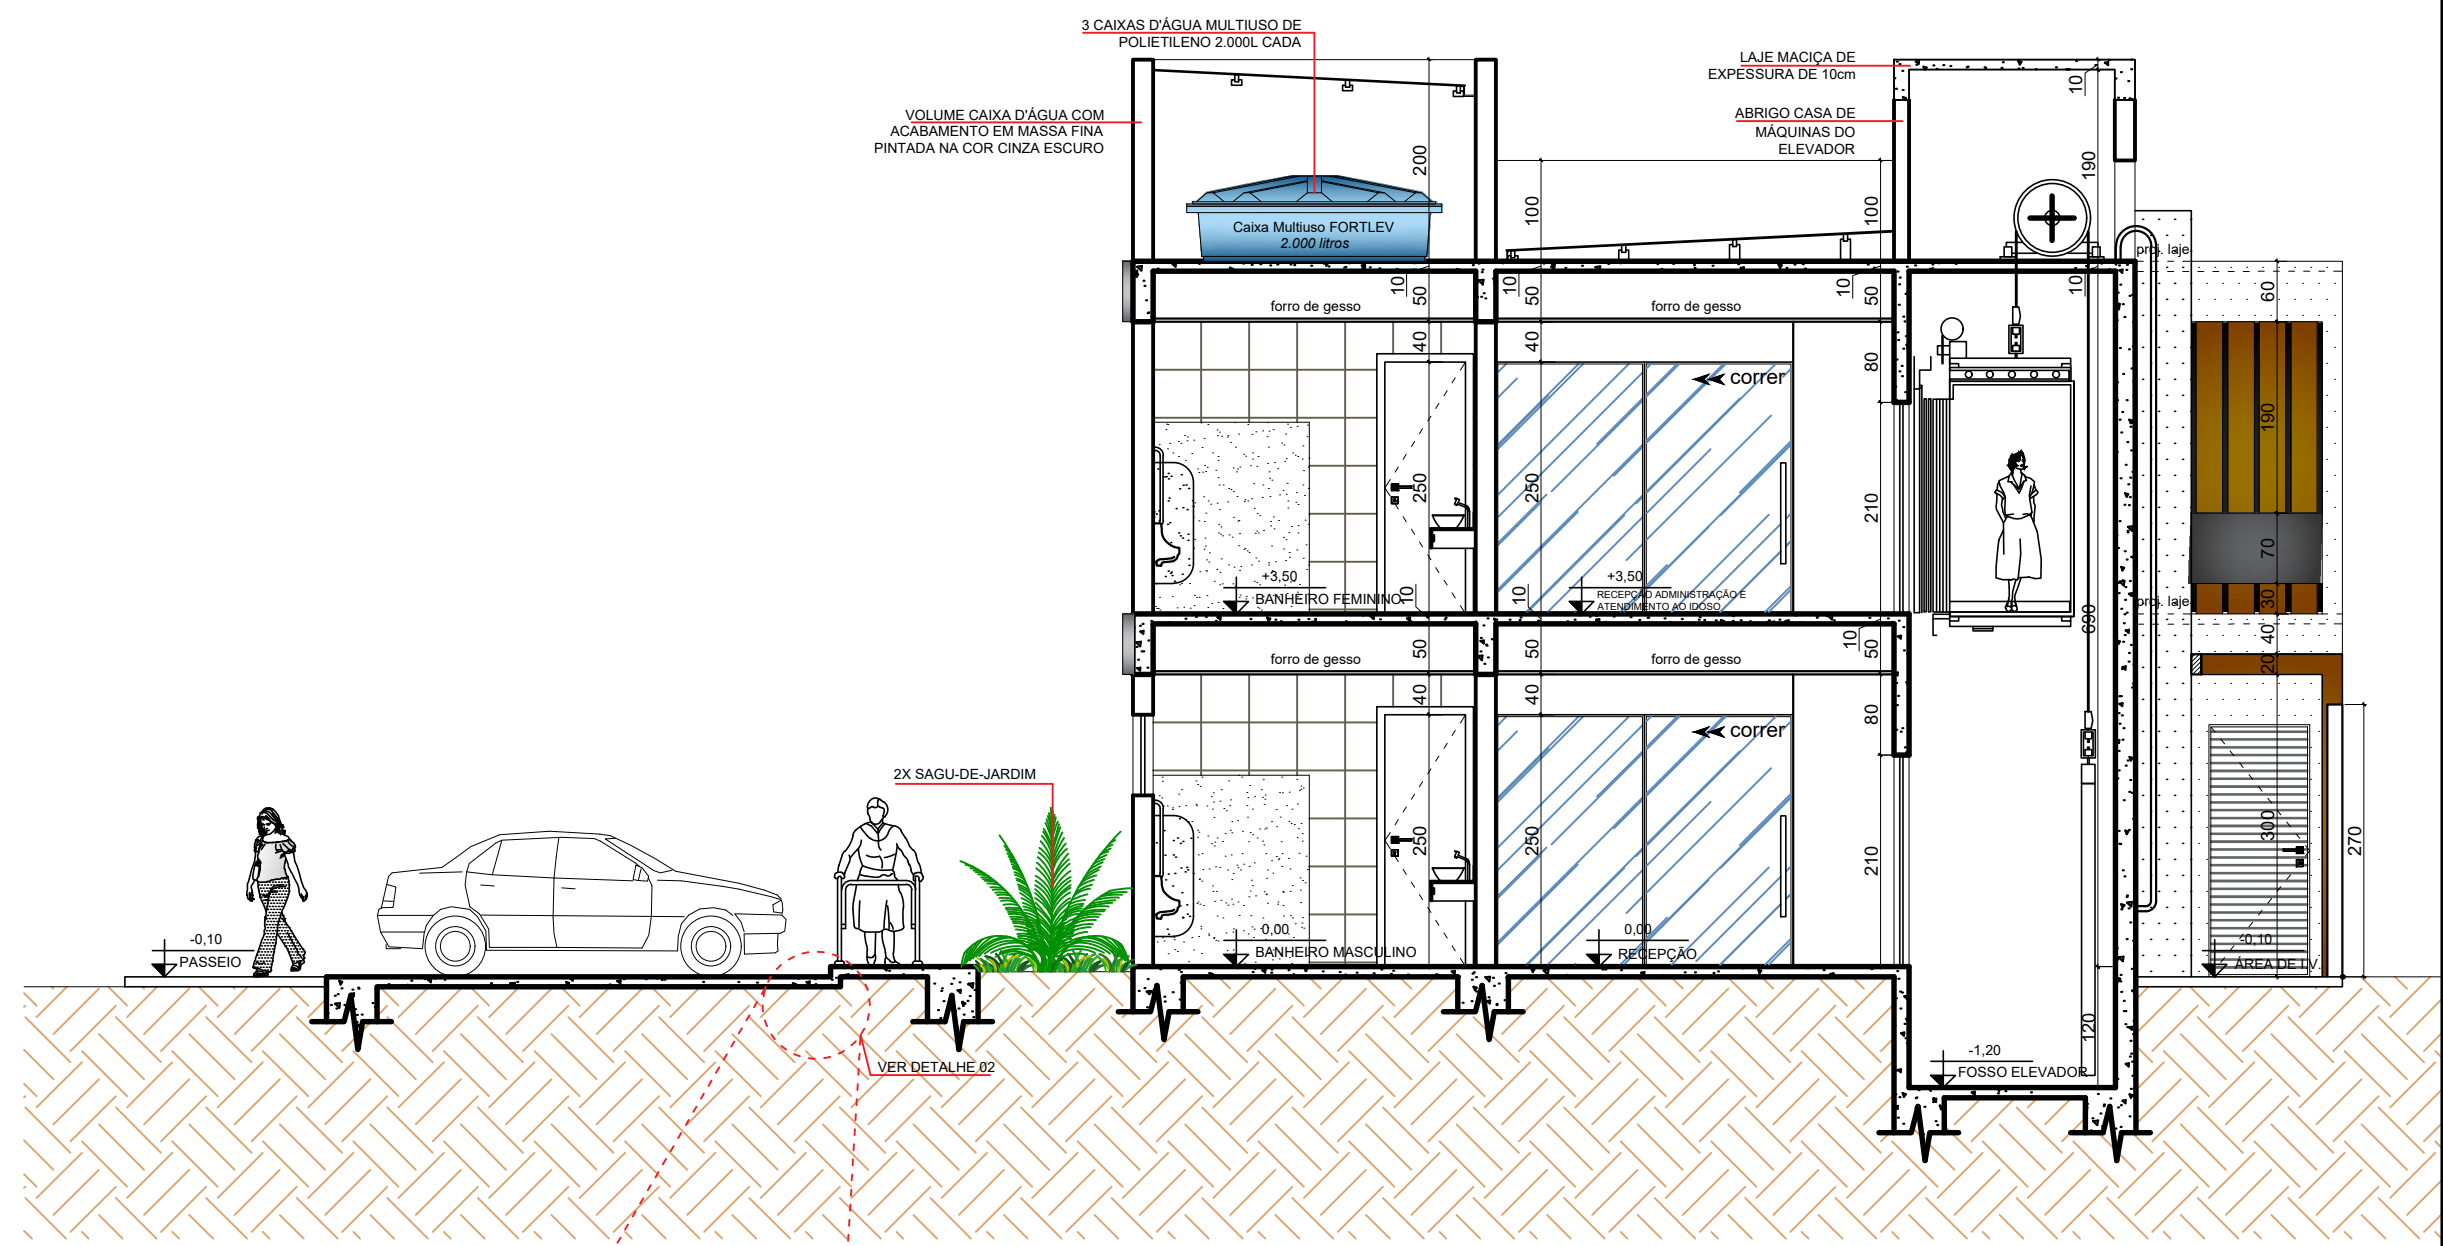 3 CAIXAS D'ÁGUA MULTIUSO DE
POLIETILENO 2.000L CADA
LAJE MACIÇA DE
EXPESSURA DE 10cm
VOLUME CAIXA D'ÁGUA COM
ACABAMENTO EM MASSA FINA
PINTADA NA COR CINZA ESCURO
ABRIGO CASA DE
MÁQUINAS DO
ELEVADOR
10
200
190
100
100
Caixa Multiuso FORTLEV
2.000 litros
proj. laje
10
50
10
50
10
50
10
60
forro de gesso
forro de gesso
40
40
80
correr
190
250
250
210
70
+3,50
BANHEIRO FEMININO
10
10
+3,50
RECEPÇÃO ADMINISTRAÇÃO E
ATENDIMENTO AO IDOSO
30
proj. laje
690
40
20
50
50
10
50
forro de gesso
forro de gesso
40
40
80
correr
2X SAGU-DE-JARDIM
250
250
210
300
270
-0,10
PASSEIO
0,00
BANHEIRO MASCULINO
0,00
RECEPÇÃO
-0,10
ÁREA DE I.V.
120
-1,20
FOSSO ELEVADOR
VER DETALHE 02